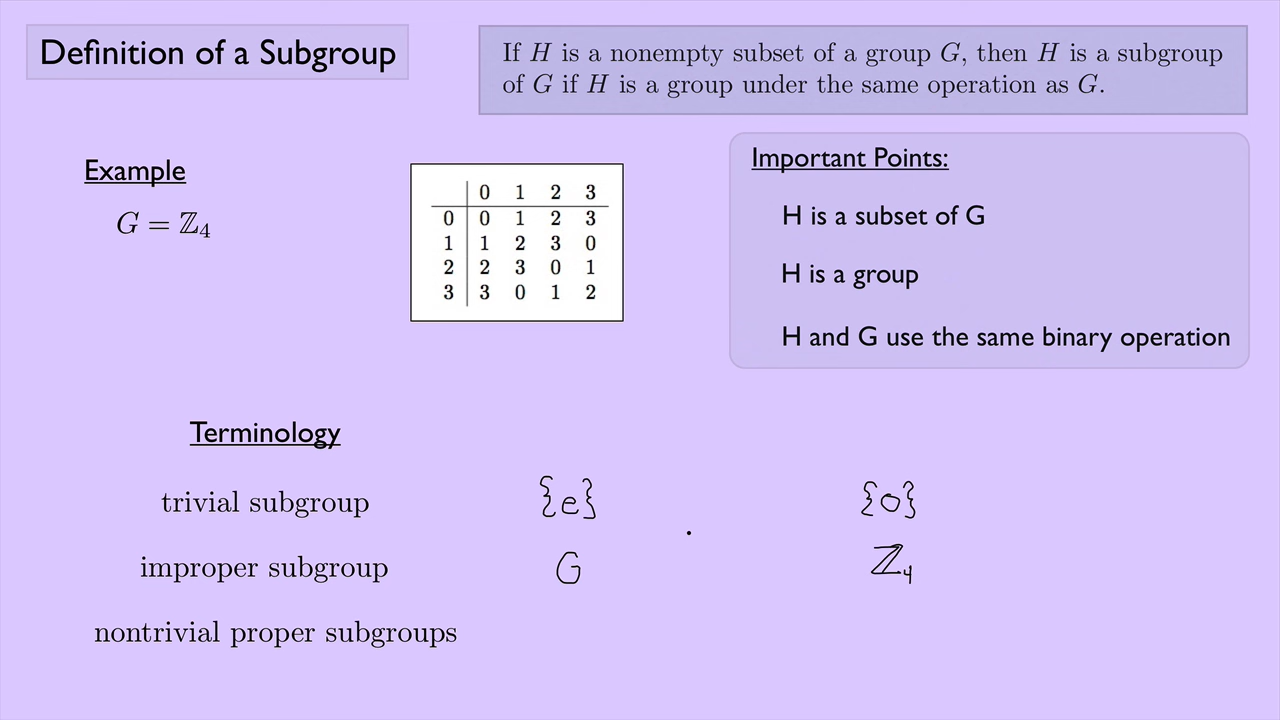 Definition of a Subgroup
If H is a nonempty subset of a group G, then H is a subgroup
of G if H is a group under the same operation as G.
Example
G = ℤ₄
0 1 2 3
0 0 1 2 3
1 1 2 3 0
2 2 3 0 1
3 3 0 1 2
Important Points:
H is a subset of G
H is a group
H and G use the same binary operation
Terminology
trivial subgroup {e} {0}
improper subgroup G ℤ₄
nontrivial proper subgroups